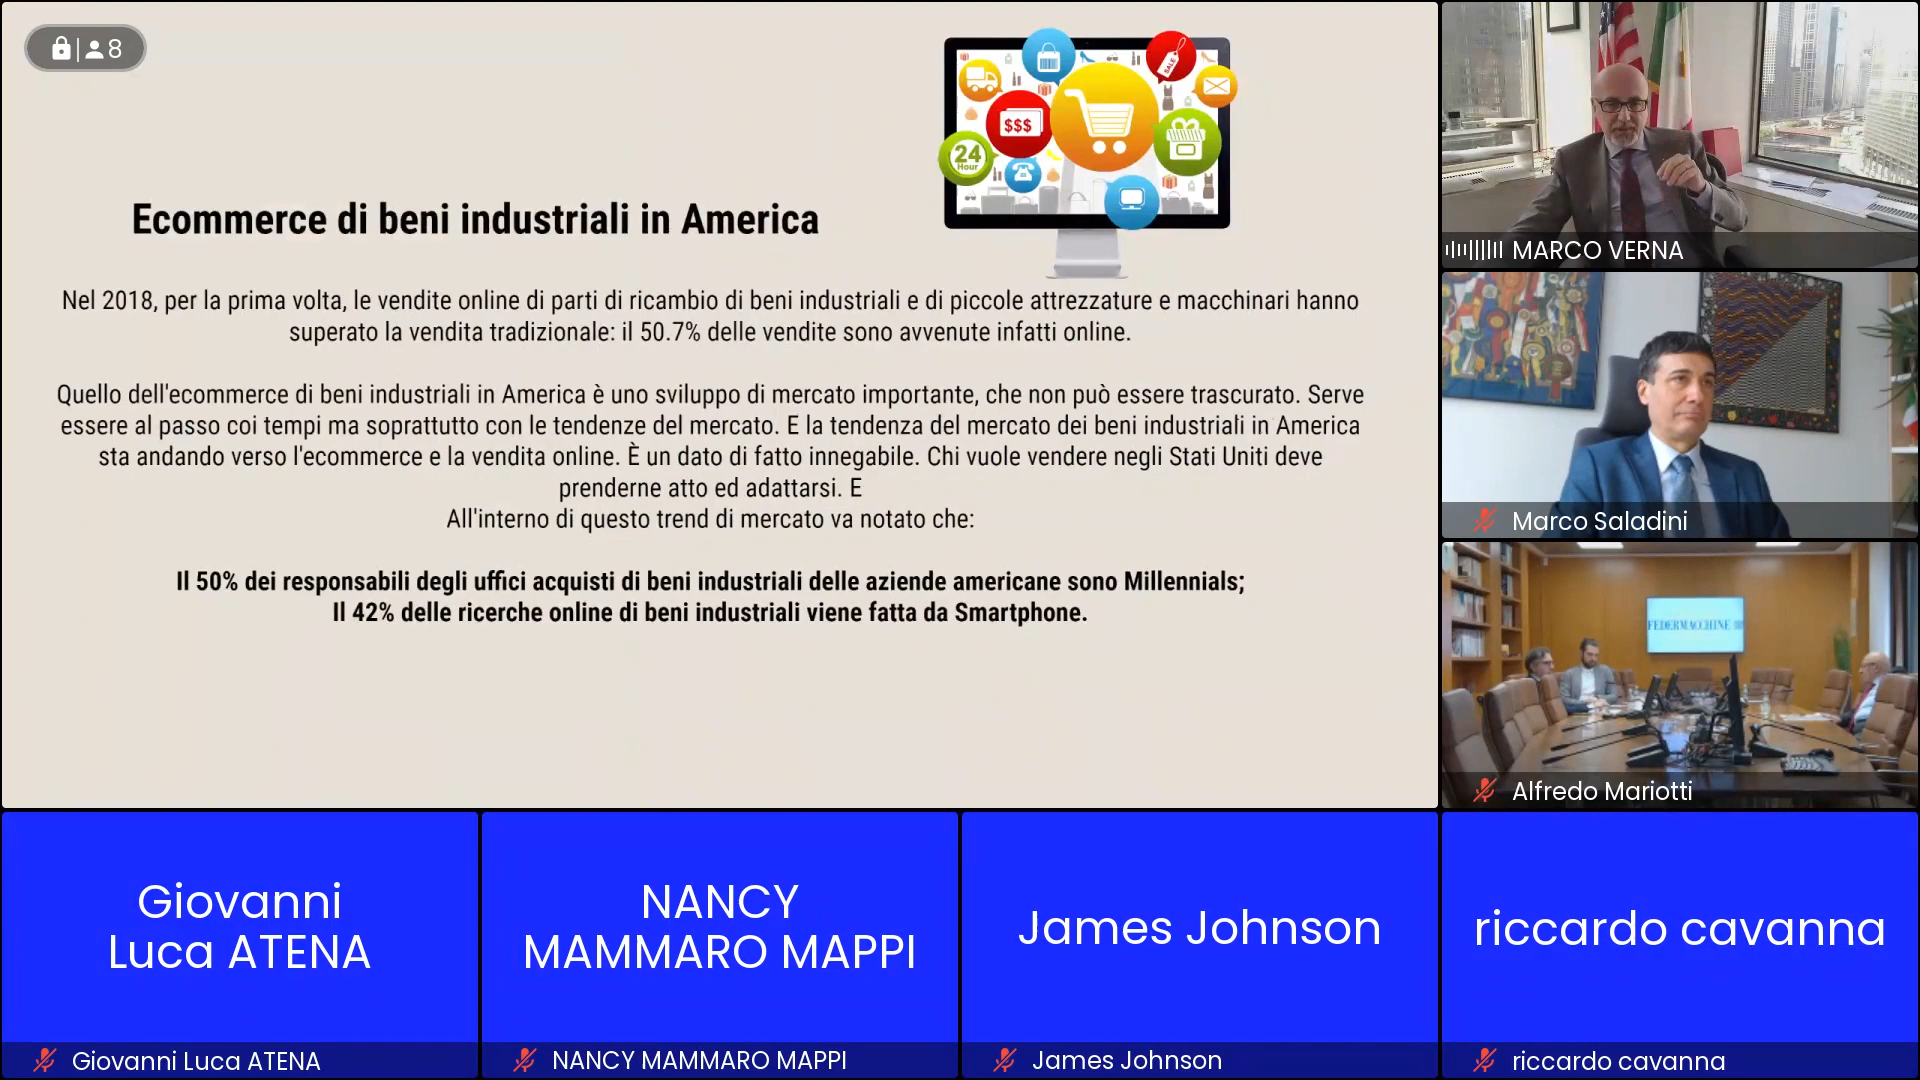 8
SALE
$$$
24
Hour
Ecommerce di beni industriali in America
Nel 2018, per la prima volta, le vendite online di parti di ricambio di beni industriali e di piccole attrezzature e macchinari hanno
superato la vendita tradizionale: il 50.7% delle vendite sono avvenute infatti online.
Quello dell'ecommerce di beni industriali in America è uno sviluppo di mercato importante, che non può essere trascurato. Serve
essere al passo coi tempi ma soprattutto con le tendenze del mercato. E la tendenza del mercato dei beni industriali in America
sta andando verso l'ecommerce e la vendita online. È un dato di fatto innegabile. Chi vuole vendere negli Stati Uniti deve
prenderne atto ed adattarsi. E
All'interno di questo trend di mercato va notato che:
Il 50% dei responsabili degli uffici acquisti di beni industriali delle aziende americane sono Millennials;
Il 42% delle ricerche online di beni industriali viene fatta da Smartphone.
MARCO VERNA
Marco Saladini
FEDERMACCHINE
Alfredo Mariotti
Giovanni
Luca ATENA
Giovanni Luca ATENA
NANCY
MAMMARO MAPPI
NANCY MAMMARO MAPPI
James Johnson
James Johnson
riccardo cavanna
riccardo cavanna